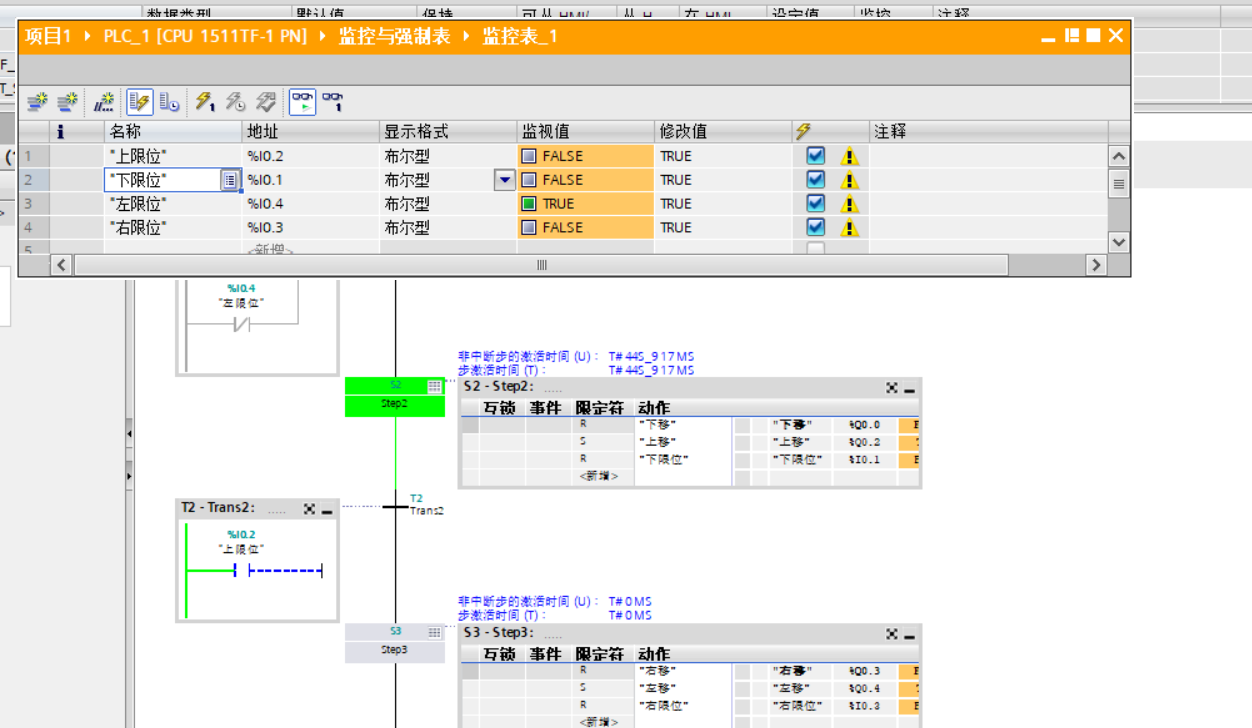 数据类型 默认值 保持 可从 HMI/ 从 H 在 HMI 设定值 监控 注释
项目1 PLC_1 [CPU 1511TF-1 PN] 监控与强制表 监控表_1
i 名称 地址 显示格式 监视值 修改值 注释
1 "上限位" %I0.2 布尔型 FALSE TRUE
2 "下限位" %I0.1 布尔型 FALSE TRUE
3 "左限位" %I0.4 布尔型 TRUE TRUE
4 "右限位" %I0.3 布尔型 FALSE TRUE
5 <新增>
%I0.4
"左限位"
非中断步的激活时间 (U) : T#44S_917MS
步激活时间 (T) : T#44S_917MS
S2 S2 - Step2: .....
Step2 互锁 事件 限定符 动作
R "下移" "下移" %Q0.0
S "上移" "上移" %Q0.2
R "下限位" "下限位" %I0.1
<新增>
T2
T2 - Trans2: ..... Trans2
%I0.2
"上限位"
非中断步的激活时间 (U) : T#0MS
步激活时间 (T) : T#0MS
S3 S3 - Step3: .....
Step3 互锁 事件 限定符 动作
R "右移" "右移" %Q0.3
S "左移" "左移" %Q0.4
R "右限位" "右限位" %I0.3
<新增>